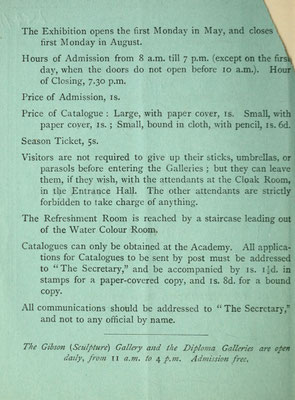 The Exhibition opens the first Monday in May, and closes
first Monday in August.
Hours of Admission from 8 a.m. till 7 p.m. (except on the first
day, when the doors do not open before 10 a.m.). Hour
of Closing, 7.30 p.m.
Price of Admission, 1s.
Price of Catalogue : Large, with paper cover, 1s. Small, with
paper cover, 1s. ; Small, bound in cloth, with pencil, 1s. 6d.
Season Ticket, 5s.
Visitors are not required to give up their sticks, umbrellas, or
parasols before entering the Galleries ; but they can leave
them, if they wish, with the attendants at the Cloak Room,
in the Entrance Hall. The other attendants are strictly
forbidden to take charge of anything.
The Refreshment Room is reached by a staircase leading out
of the Water Colour Room.
Catalogues can only be obtained at the Academy. All applica-
tions for Catalogues to be sent by post must be addressed
to "The Secretary," and be accompanied by 1s. 1½d. in
stamps for a paper-covered copy, and 1s. 8d. for a bound
copy.
All communications should be addressed to "The Secretary,"
and not to any official by name.
The Gibson (Sculpture) Gallery and the Diploma Galleries are open
daily, from 11 a.m. to 4 p.m. Admission free.